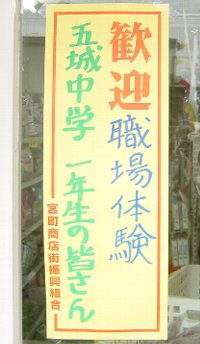 歓迎 職場体験
五城中学 一年生の皆さん
宮町商店街振興組合